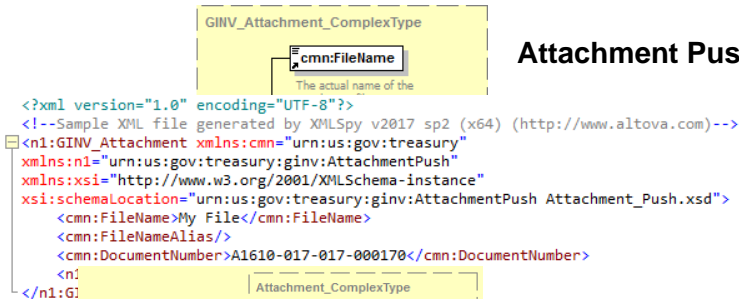 GINV_Attachment_ComplexType
cmn:FileName
Attachment Pus
The actual name of the
<?xml version="1.0" encoding="UTF-8"?>
<!--Sample XML file generated by XMLSpy v2017 sp2 (x64) (http://www.altova.com)-->
<n1:GINV_Attachment xmlns:cmn="urn:us:gov:treasury"
xmlns:n1="urn:us:gov:treasury:ginv:AttachmentPush"
xmlns:xsi="http://www.w3.org/2001/XMLSchema-instance"
xsi:schemaLocation="urn:us:gov:treasury:ginv:AttachmentPush Attachment_Push.xsd">
<cmn:FileName>My File</cmn:FileName>
<cmn:FileNameAlias/>
<cmn:DocumentNumber>A1610-017-017-000170</cmn:DocumentNumber>
<n1
Attachment_ComplexType
</n1:GI